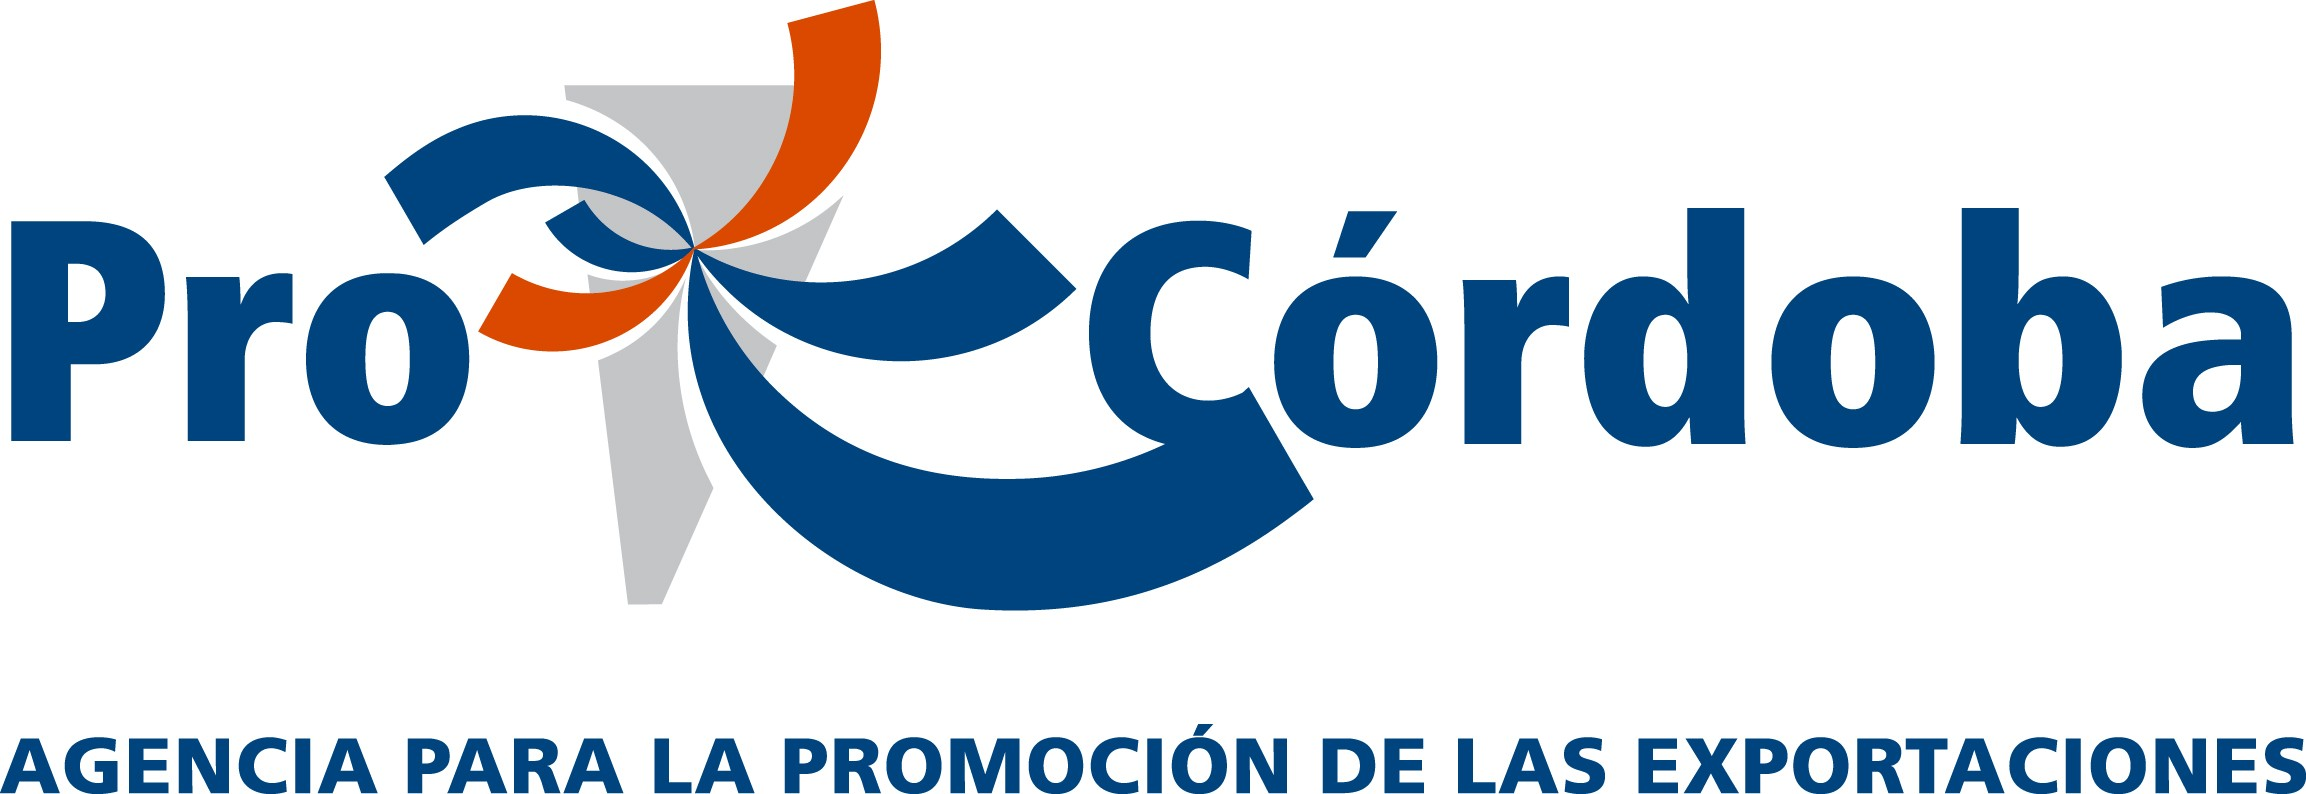 Pro Córdoba
AGENCIA PARA LA PROMOCIÓN DE LAS EXPORTACIONES